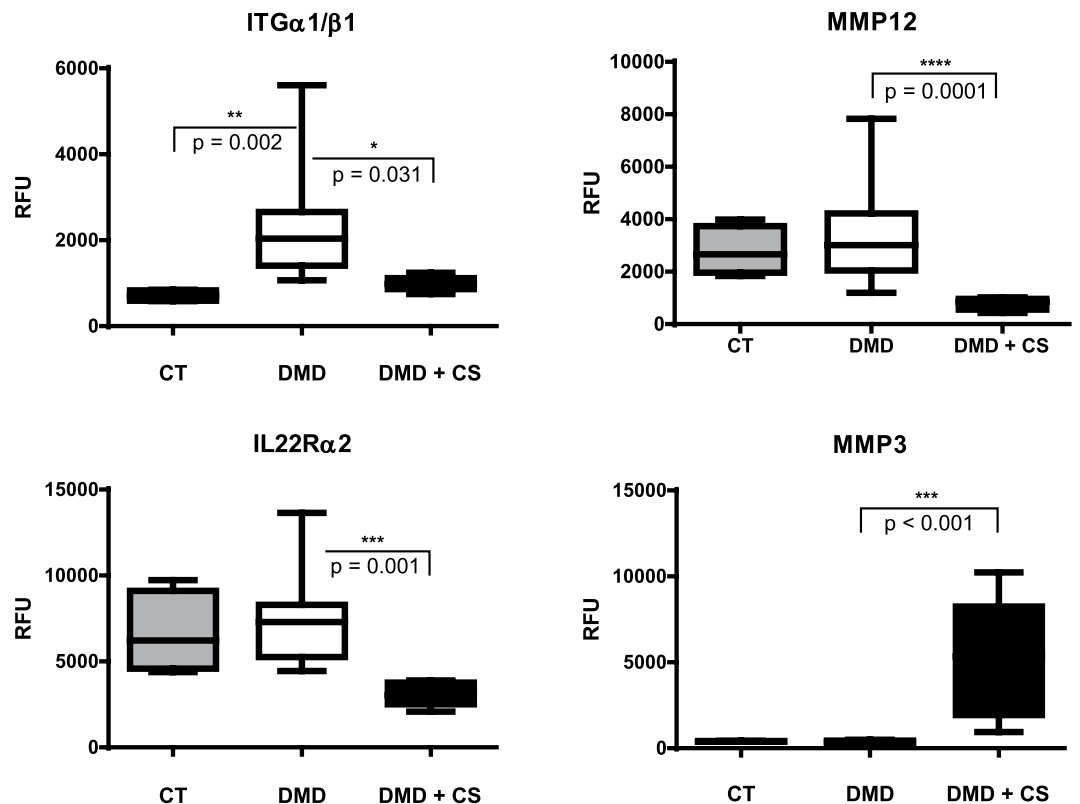 ITGα1/β1
6000
4000
2000
0
RFU
**
p = 0.002
*
p = 0.031
CT
DMD
DMD + CS
MMP12
10000
8000
6000
4000
2000
0
RFU
****
p = 0.0001
CT
DMD
DMD + CS
IL22Rα2
15000
10000
5000
0
RFU
***
p = 0.001
CT
DMD
DMD + CS
MMP3
15000
10000
5000
0
RFU
***
p < 0.001
CT
DMD
DMD + CS